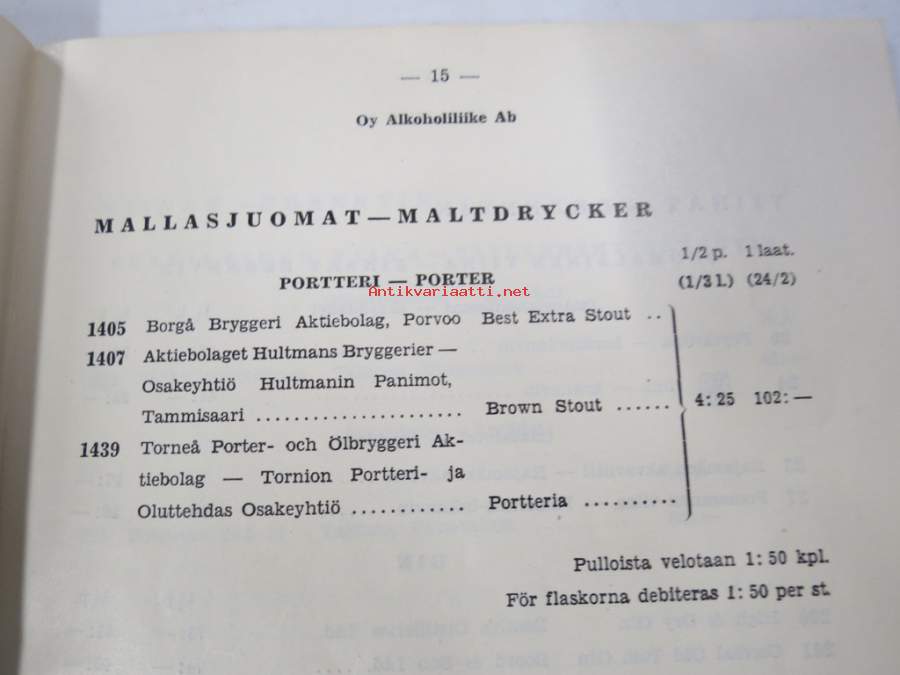 — 15 —
Oy Alkoholiliike Ab
MALLASJUOMAT — MALTDRYCKER
1/2 p. 1 laat.
PORTTERI — PORTER (1/3 l.) (24/2)
Antikvariaatti.net
1405 Borgå Bryggeri Aktiebolag, Porvoo Best Extra Stout ..
1407 Aktiebolaget Hultmans Bryggerier —
Osakeyhtiö Hultmanin Panimot,
Tammisaari ...................... Brown Stout ...... 4:25 102:—
1439 Torneå Porter- och Ölbryggeri Ak-
tiebolag — Tornion Portteri- ja
Oluttehdas Osakeyhtiö ............ Portteria ..........
Pulloista velotaan 1:50 kpl.
För flaskorna debiteras 1:50 per st.